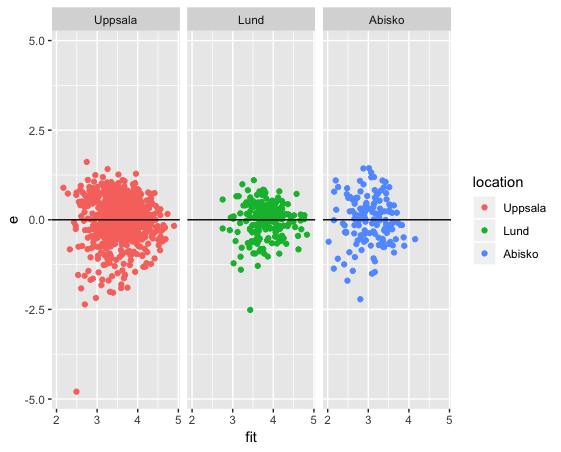 Uppsala Lund Abisko
5.0
2.5
0.0
-2.5
-5.0
e
2 3 4 5 2 3 4 5 2 3 4 5
fit
location
Uppsala
Lund
Abisko